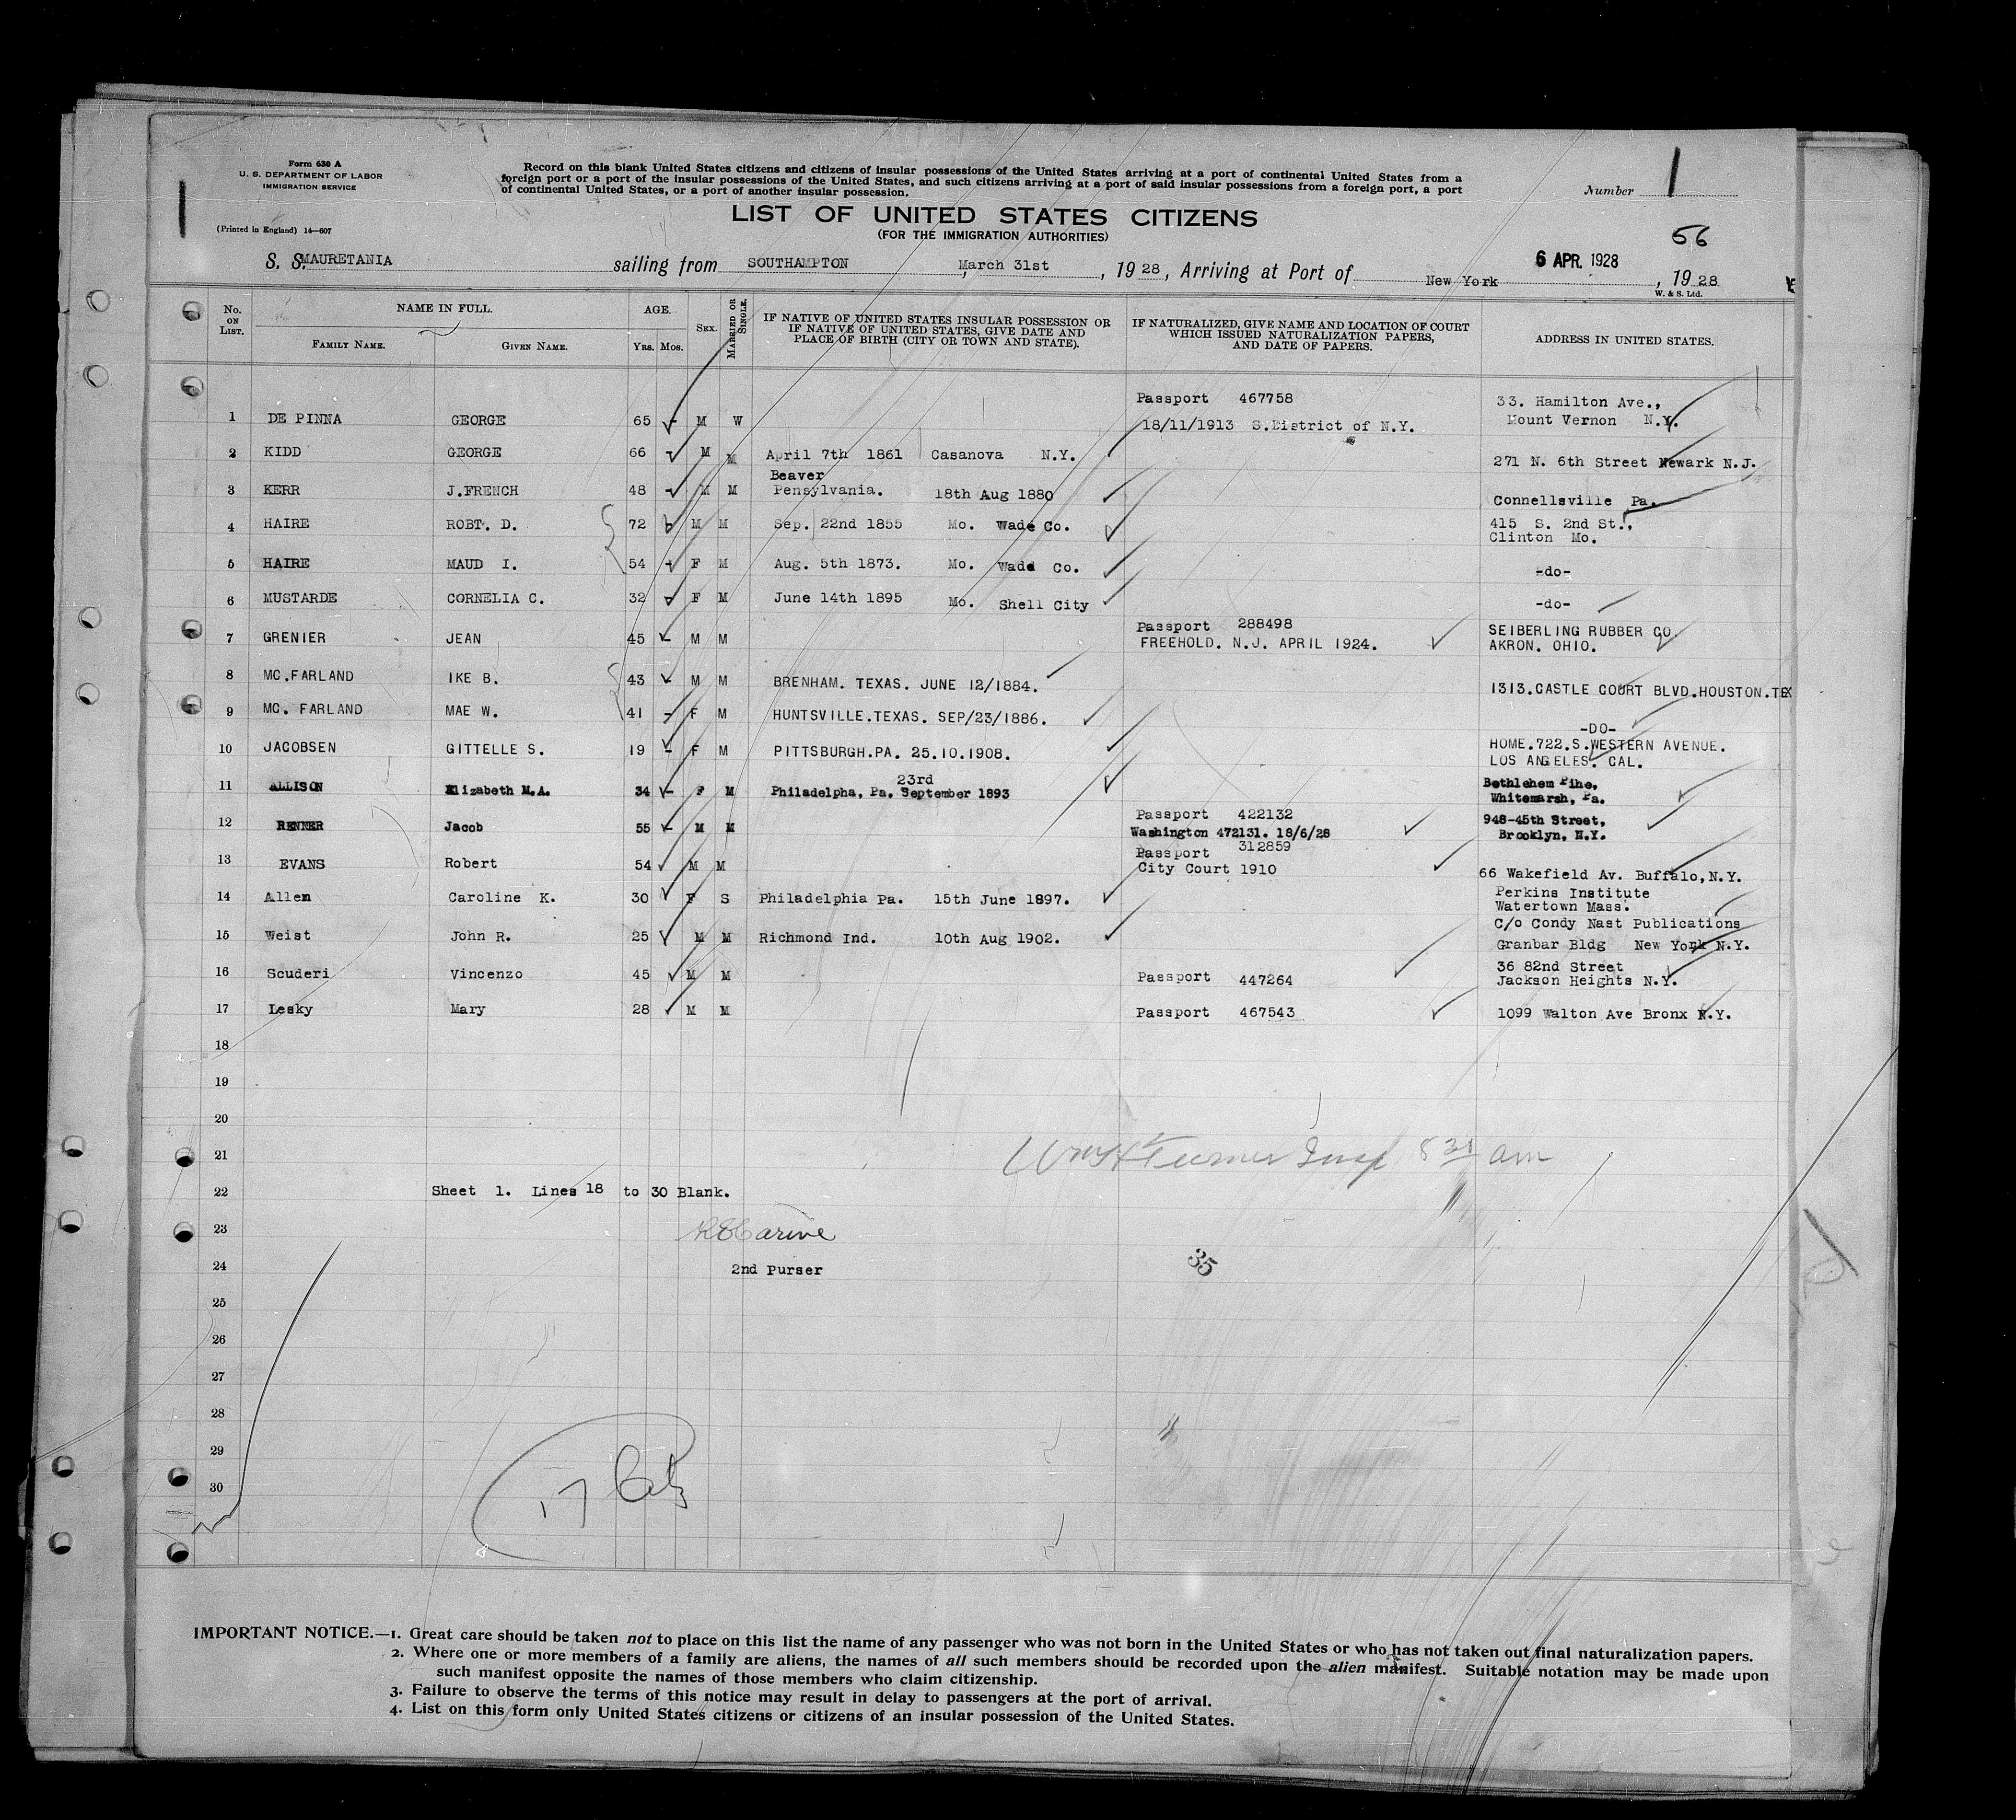 Form 630 A
U. S. DEPARTMENT OF LABOR
IMMIGRATION SERVICE
(Printed in England) 14—607
Record on this blank United States citizens and citizens of insular possessions of the United States arriving at a port of continental United States from a
foreign port or a port of the insular possessions of the United States, and such citizens arriving at a port of said insular possessions from a foreign port, a port
of continental United States, or a port of another insular possession.
Number 1
LIST OF UNITED STATES CITIZENS
(FOR THE IMMIGRATION AUTHORITIES)
56
S. S. MAURETANIA sailing from SOUTHAMPTON, March 31st, 1928, Arriving at Port of New York 6 APR. 1928, 1928
W. & S. Ltd.
No. ON LIST. NAME IN FULL. FAMILY NAME. GIVEN NAME. AGE. Yrs. Mos. SEX. MARRIED OR SINGLE. IF NATIVE OF UNITED STATES INSULAR POSSESSION OR IF NATIVE OF UNITED STATES, GIVE DATE AND PLACE OF BIRTH (CITY OR TOWN AND STATE). IF NATURALIZED, GIVE NAME AND LOCATION OF COURT WHICH ISSUED NATURALIZATION PAPERS, AND DATE OF PAPERS. ADDRESS IN UNITED STATES.
1 DE PINNA GEORGE 65 - M W Passport 467758 18/11/1913 S.District of N.Y. 33. Hamilton Ave., Mount Vernon N.Y.
2 KIDD GEORGE 66 - M M April 7th 1861 Casanova N.Y. 271 N. 6th Street Newark N.J.
3 KERR J.FRENCH 48 - M M Beaver Pensylvania. 18th Aug 1880 Connellsville Pa.
4 HAIRE ROBT. D. 72 M M Sep. 22nd 1855 Mo. Wade Co. 415 S. 2nd St., Clinton Mo.
5 HAIRE MAUD I. 54 - F M Aug. 5th 1873. Mo. Wade Co. -do-
6 MUSTARDE CORNELIA C. 32 F M June 14th 1895 Mo. Shell City -do-
7 GRENIER JEAN 45 - M M Passport 288498 FREEHOLD. N.J. APRIL 1924. SEIBERLING RUBBER CO. AKRON. OHIO.
8 MC.FARLAND IKE B. 43 - M M BRENHAM. TEXAS. JUNE 12/1884. 1313.CASTLE COURT BLVD.HOUSTON.TEX
9 MC. FARLAND MAE W. 41 - F M HUNTSVILLE.TEXAS. SEP/23/1886. -DO-
10 JACOBSEN GITTELLE S. 19 - F M PITTSBURGH.PA. 25.10.1908. HOME.722.S.WESTERN AVENUE. LOS ANGELES. CAL.
11 ALLISON Elizabeth M.A. 34 - F M Philadelpha, Pa. September 23rd 1893 Bethlehem Pihe, Whitemarsh, Pa.
12 RENNER Jacob 55 - M M Passport 422132 Washington 472131. 18/6/28 948-45th Street, Brooklyn, N.Y.
13 EVANS Robert 54 M M Passport 312859 City Court 1910 66 Wakefield Av. Buffalo,N.Y.
14 Allen Caroline K. 30 F S Philadelphia Pa. 15th June 1897. Perkins Institute Watertown Mass.
15 Weist John R. 25 M M Richmond Ind. 10th Aug 1902. C/o Condy Nast Publications Granbar Bldg New York N.Y.
16 Scuderi Vincenzo 45 M M Passport 447264 36 82nd Street Jackson Heights N.Y.
17 Lesky Mary 28 M M Passport 467543 1099 Walton Ave Bronx N.Y.
18
19
20
21 Turner Insp 8 30 am
22 Sheet 1. Lines 18 to 30 Blank.
23
24 2nd Purser
35
25
26
27
28
29
30
17
IMPORTANT NOTICE.—1. Great care should be taken not to place on this list the name of any passenger who was not born in the United States or who has not taken out final naturalization papers.
2. Where one or more members of a family are aliens, the names of all such members should be recorded upon the alien manifest. Suitable notation may be made upon
such manifest opposite the names of those members who claim citizenship.
3. Failure to observe the terms of this notice may result in delay to passengers at the port of arrival.
4. List on this form only United States citizens or citizens of an insular possession of the United States.